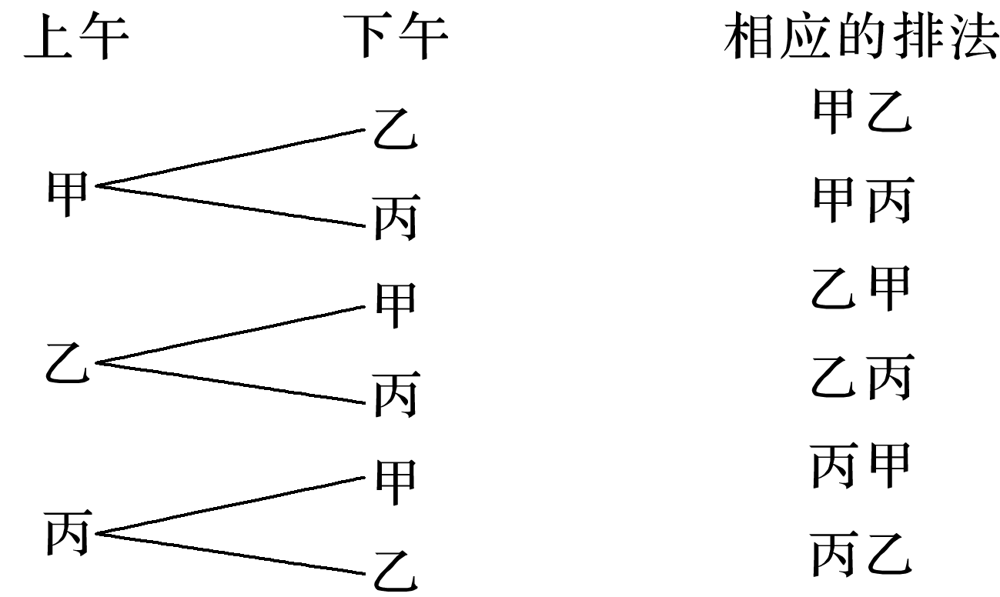 上午 下午 相应的排法
甲乙
乙
甲 丙 甲丙
甲 乙甲
乙 丙 乙丙
甲 丙甲
丙 乙 丙乙